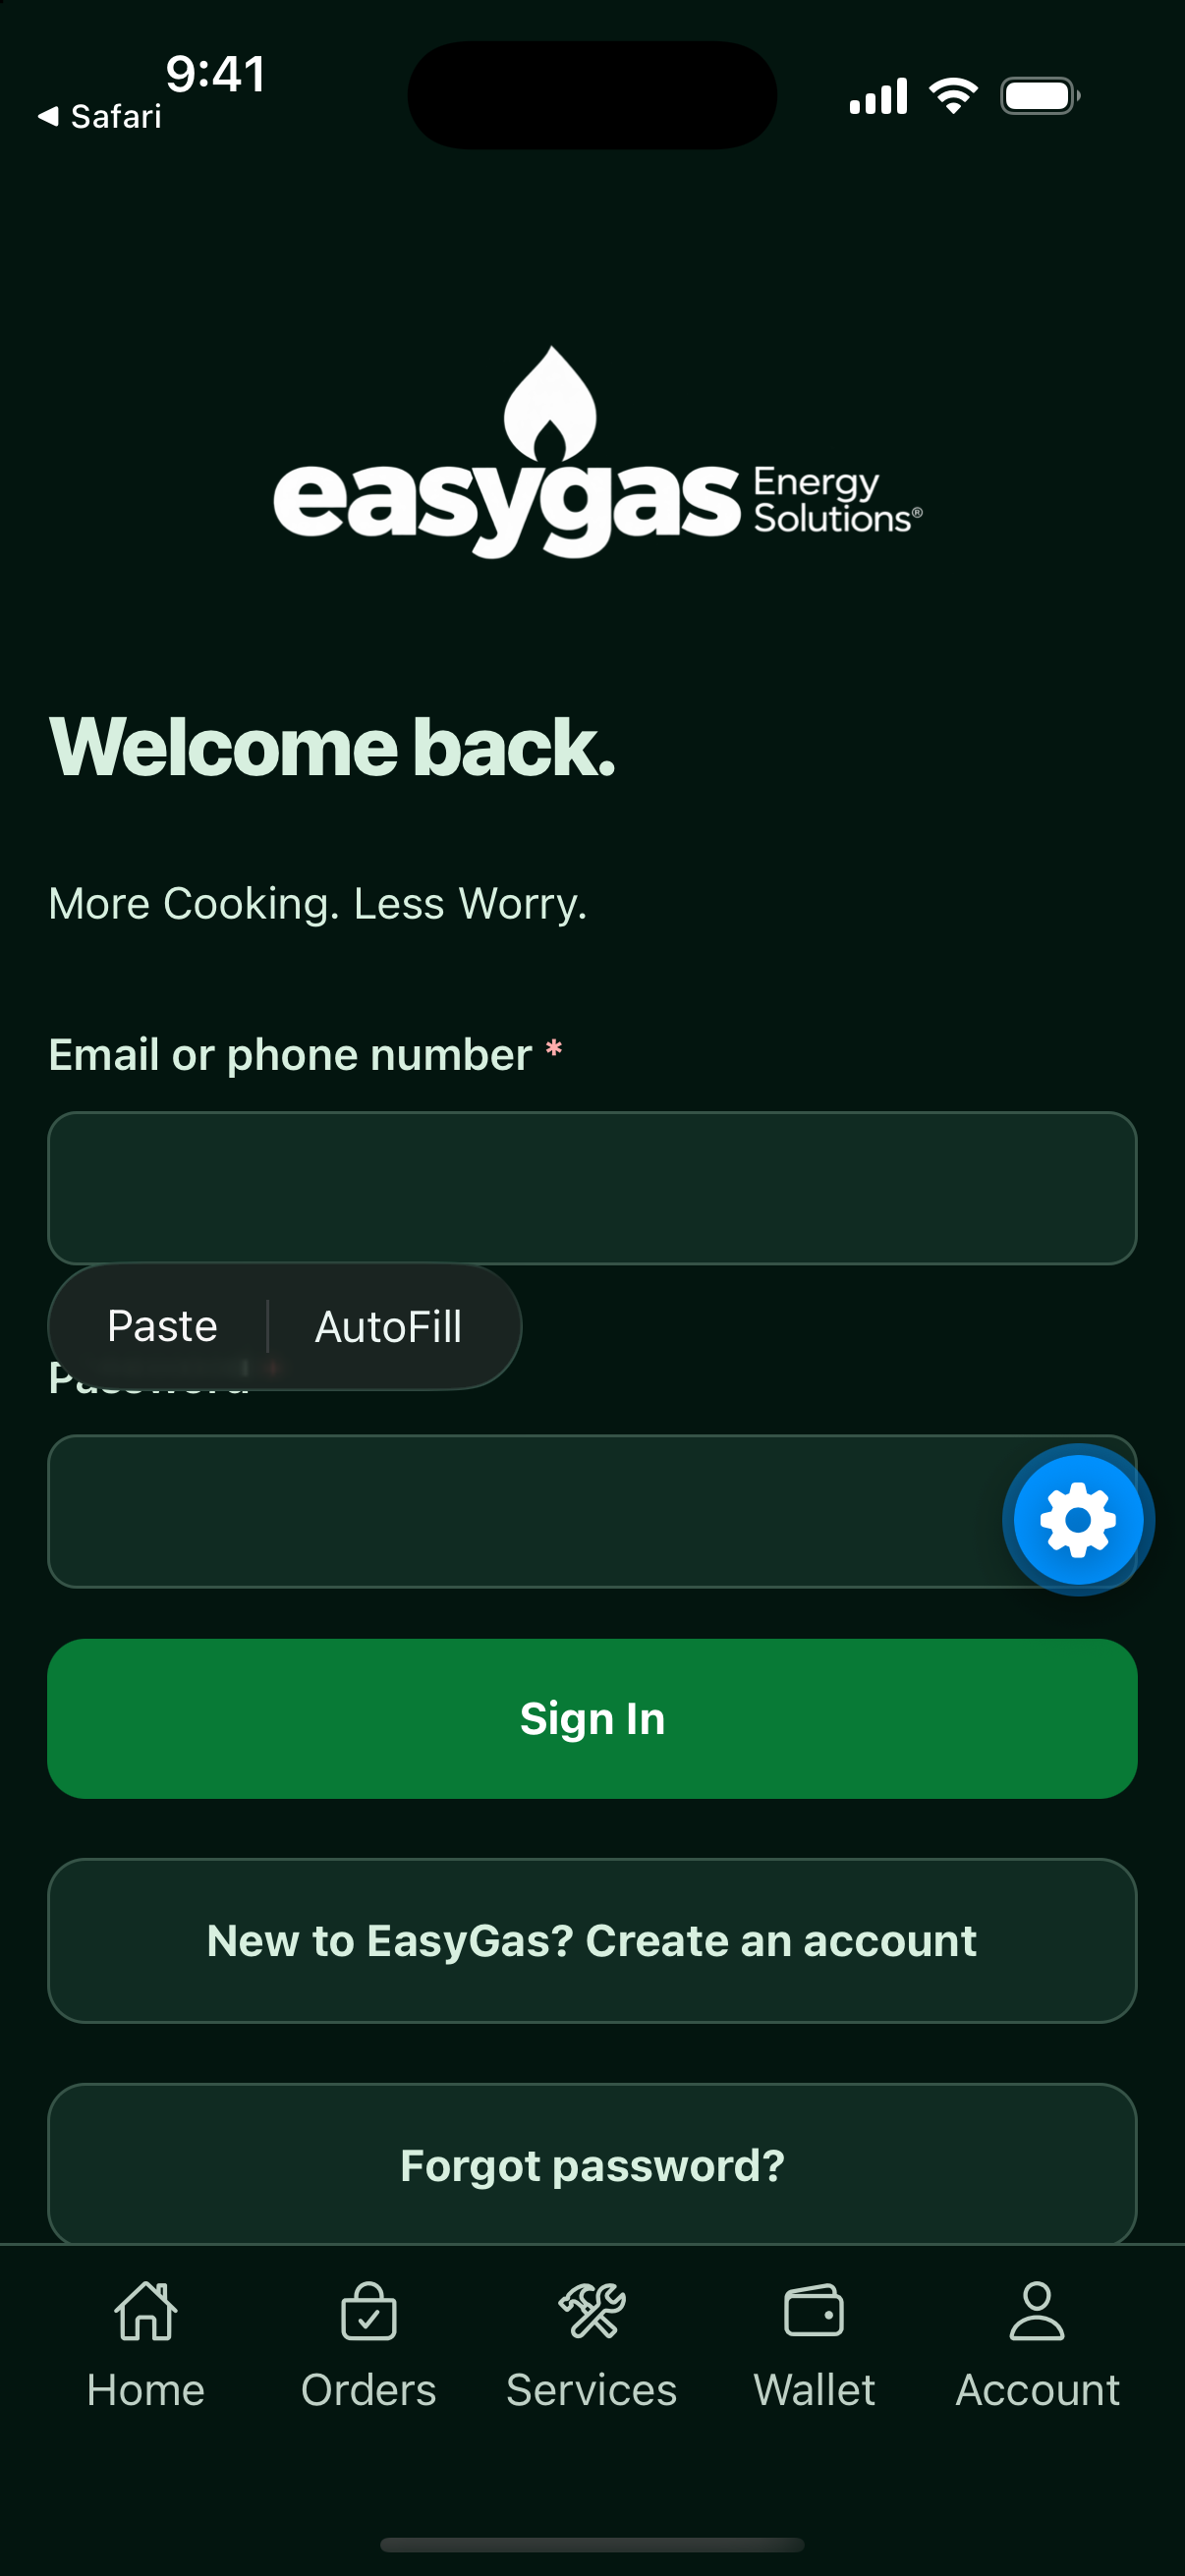 9:41
◀ Safari
easygas Energy Solutions®
Welcome back.
More Cooking. Less Worry.
Email or phone number *
Paste | AutoFill
Password
Sign In
New to EasyGas? Create an account
Forgot password?
Home Orders Services Wallet Account